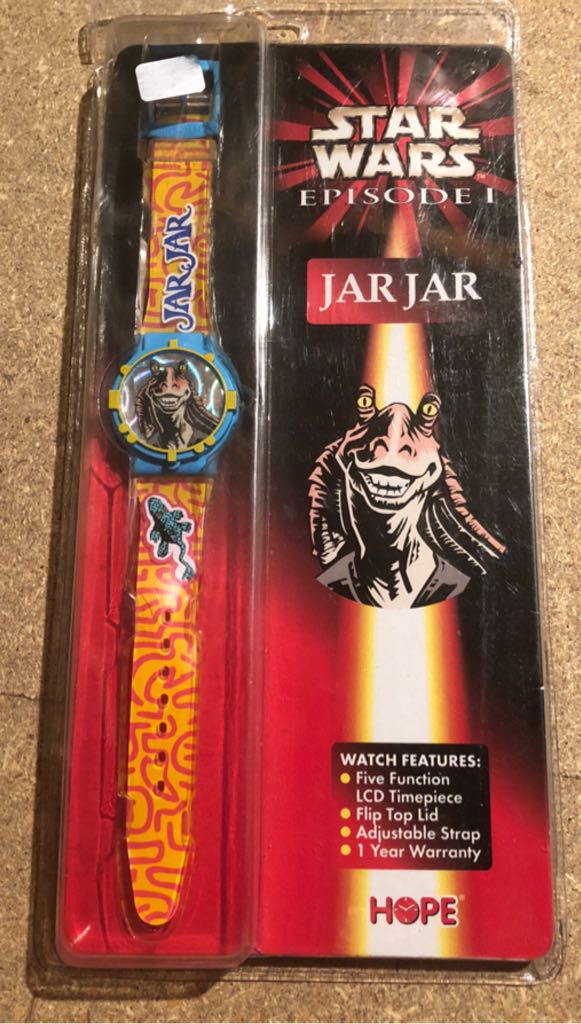 STAR
WARS™
EPISODE I
JAR JAR
JAR JAR
WATCH FEATURES:
● Five Function
LCD Timepiece
● Flip Top Lid
● Adjustable Strap
● 1 Year Warranty
HOPE®